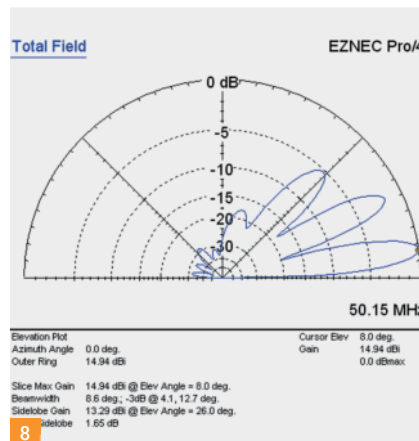 Total Field
EZNEC Pro/4
0 dB
-5
-10
-15
-20
-30
50.15 MHz
Elevation Plot
Azimuth Angle 0.0 deg.
Outer Ring 14.94 dBi
Cursor Elev 8.0 deg.
Gain 14.94 dBi
0.0 dBmax
Slice Max Gain 14.94 dBi @ Elev Angle = 8.0 deg.
Beamwidth 8.6 deg.; -3dB @ 4.1, 12.7 deg.
Sidelobe Gain 13.29 dBi @ Elev Angle = 26.0 deg.
Sidelobe 1.65 dB
8